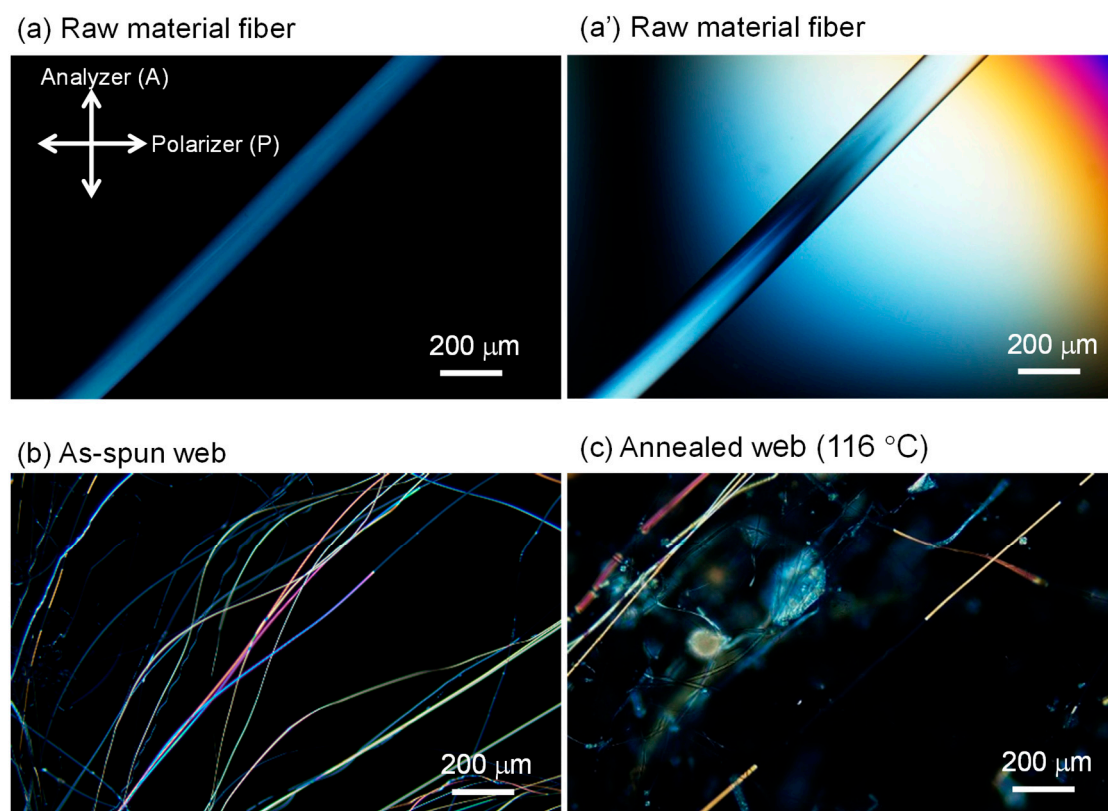 (a) Raw material fiber
(a') Raw material fiber
Analyzer (A)
Polarizer (P)
200 μm
200 μm
(b) As-spun web
(c) Annealed web (116 °C)
200 μm
200 μm